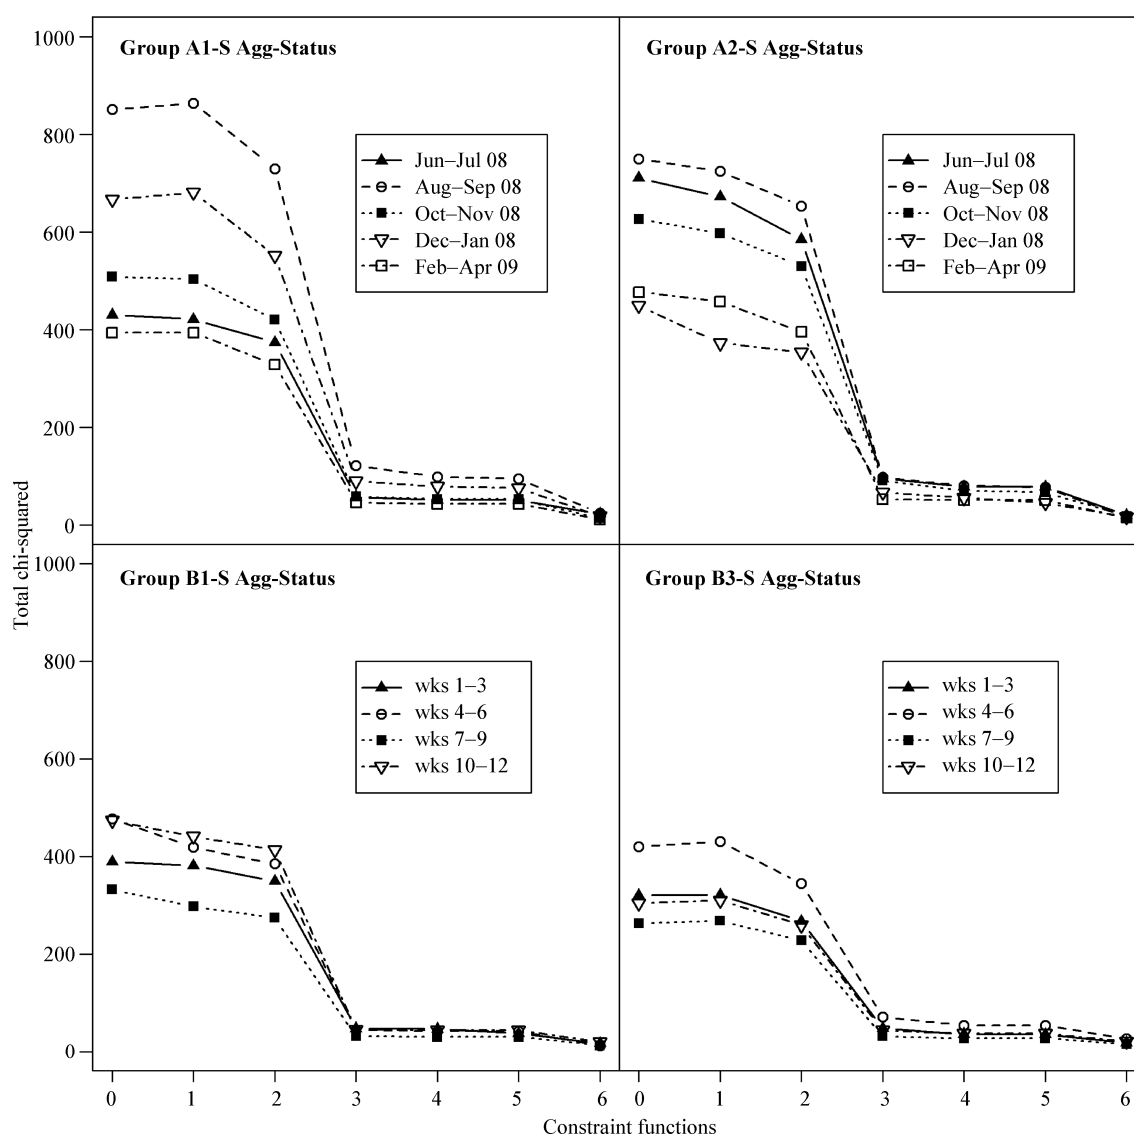 Group A1-S Agg-Status
Group A2-S Agg-Status
1000
800
600
400
200
0
Jun–Jul 08
Aug–Sep 08
Oct–Nov 08
Dec–Jan 08
Feb–Apr 09
Jun–Jul 08
Aug–Sep 08
Oct–Nov 08
Dec–Jan 08
Feb–Apr 09
Total chi-squared
Group B1-S Agg-Status
Group B3-S Agg-Status
1000
800
600
400
200
0
wks 1–3
wks 4–6
wks 7–9
wks 10–12
wks 1–3
wks 4–6
wks 7–9
wks 10–12
0 1 2 3 4 5 6
0 1 2 3 4 5 6
Constraint functions